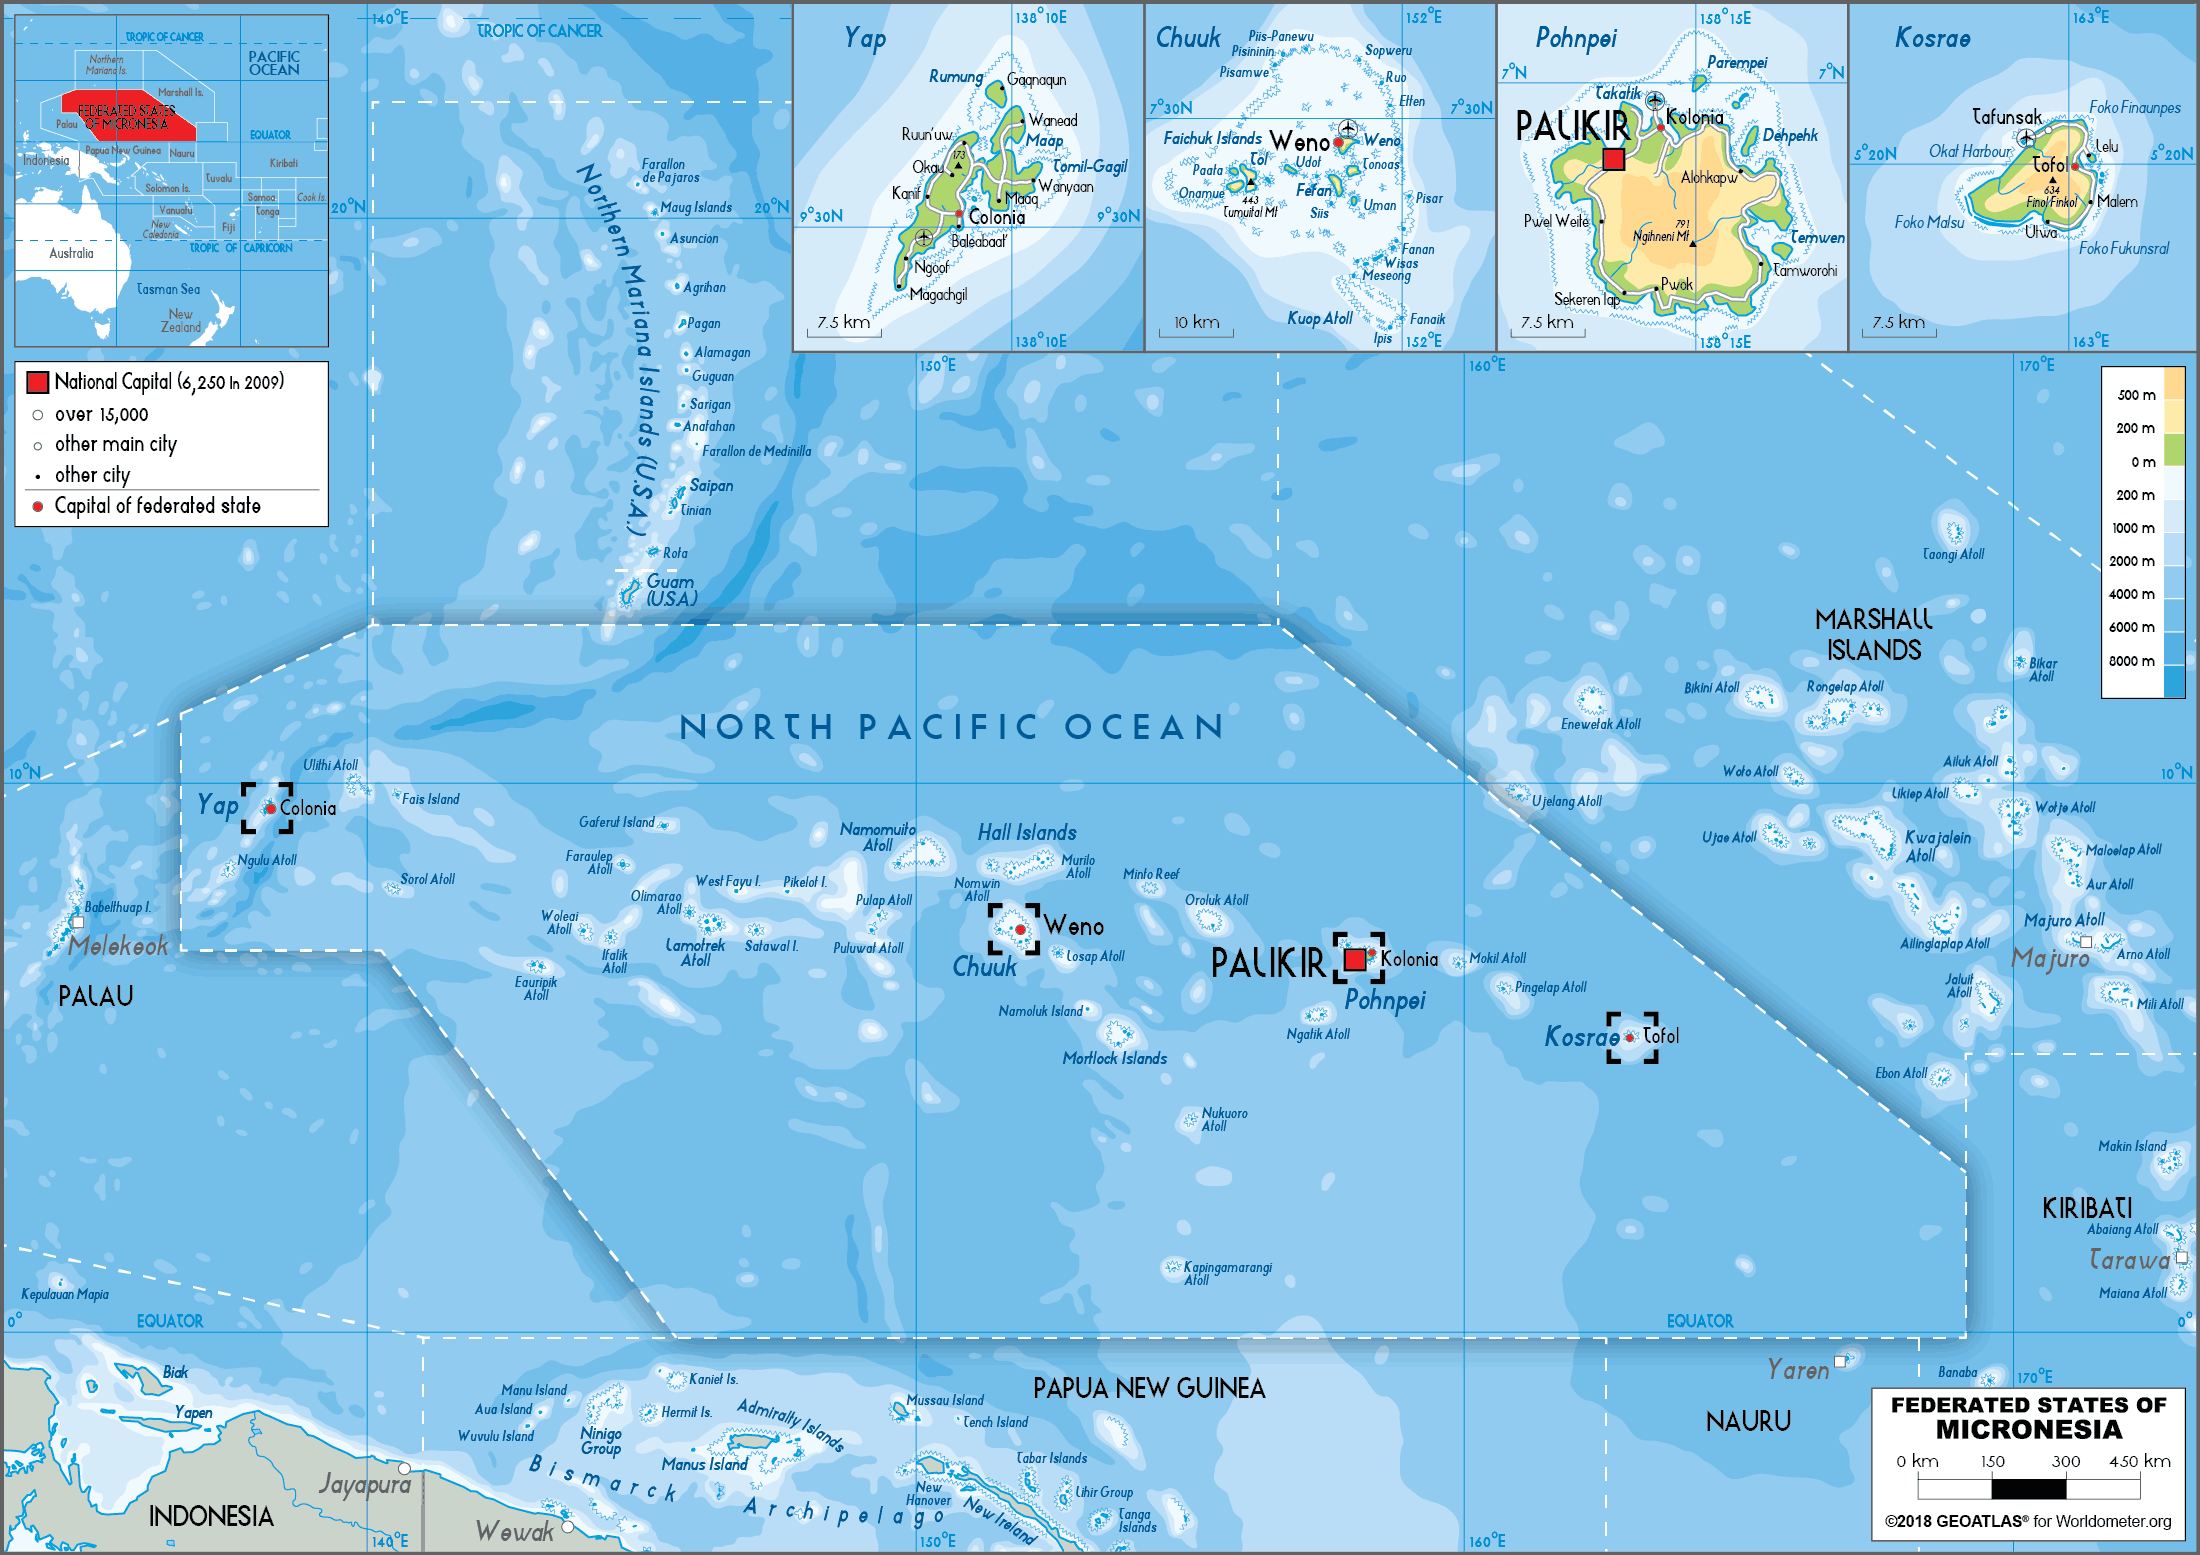 140°E
TROPIC OF CANCER
TROPIC OF CANCER
PACIFIC
OCEAN
Northern
Mariana Is.
Marshall Is.
FEDERATED STATES
OF MICRONESIA
Palau
EQUATOR
Papua New Guinea
Nauru
Indonesia
Kiribati
Tuvalu
Solomon Is.
Samoa
Cook Is.
Vanuatu
Tonga
New
Caledonia
Fiji
TROPIC OF CAPRICORN
Australia
Tasman Sea
New
Zealand
National Capital (6,250 in 2009)
over 15,000
other main city
other city
Capital of federated state
20°N
20°N
Yap
138°10E
Rumung
Gaqnaqun
Ruun'uw
Wanead
Maap
173
Okau
Tomil-Gagil
Kanif
Wanyaan
Maaq
9°30N
9°30N
Colonia
Baleabaat'
Ngoof
Magachgil
7.5 km
138°10E
Chuuk
152°E
Piis-Panewu
Pisininin
Sopweru
Pisamwe
Ruo
Etten
7°30N
7°30N
Faichuk Islands
Weno
Weno
Tol
Udot
Tonoas
Paata
Onamue
443
Tumuital Mt
Fefan
Siis
Uman
Pisar
Fanan
Wisas
Meseong
Kuop Atoll
Fanaik
Ipis
10 km
152°E
Pohnpei
158°15E
7°N
7°N
Parempei
Takatik
PALIKIR
Kolonia
Dehpehk
Alohkapw
Pwel Weite
791
Ngihneni Mt
Temwen
Tamworohi
Sekeren Iap
Pwok
7.5 km
158°15E
Kosrae
163°E
Foko Finaunpes
Tafunsak
Okat Harbour
Lelu
5°20N
5°20N
Tofol
634
Finol Finkol
Malem
Foko Malsu
Utwa
Foko Fukunsral
7.5 km
163°E
Northern Mariana Islands (U.S.A.)
Farallon
de Pajaros
Maug Islands
Asuncion
Agrihan
Pagan
Alamagan
Guguan
Sarigan
Anatahan
Farallon de Medinilla
Saipan
Tinian
Rota
Guam
(U.S.A.)
150°E
160°E
170°E
500 m
200 m
0 m
200 m
1000 m
2000 m
4000 m
6000 m
8000 m
Taongi Atoll
MARSHALL
ISLANDS
Bikar
Atoll
Bikini Atoll
Rongelap Atoll
Enewetak Atoll
NORTH PACIFIC OCEAN
10°N
10°N
Ulithi Atoll
Yap
Colonia
Fais Island
Ngulu Atoll
Sorol Atoll
Gaferut Island
Faraulep
Atoll
Namonuito
Atoll
Hall Islands
Murilo
Atoll
Nomwin
Atoll
West Fayu I.
Pikelot I.
Olimarao
Atoll
Pulap Atoll
Minto Reef
Oroluk Atoll
Woleai
Atoll
Ifalik
Atoll
Lamotrek
Atoll
Satawal I.
Puluwat Atoll
Weno
Chuuk
Losap Atoll
Eauripik
Atoll
PALIKIR
Kolonia
Pohnpei
Mokil Atoll
Pingelap Atoll
Namoluk Island
Mortlock Islands
Ngatik Atoll
Kosrae
Tofol
Nukuoro
Atoll
Kapingamarangi
Atoll
Ujelang Atoll
Woto Atoll
Ailuk Atoll
Likiep Atoll
Wotje Atoll
Ujae Atoll
Kwajalein
Atoll
Maloelap Atoll
Aur Atoll
Majuro Atoll
Majuro
Ailinglaplap Atoll
Arno Atoll
Jaluit
Atoll
Mili Atoll
Ebon Atoll
Babelthuap I.
Melekeok
PALAU
Makin Island
KIRIBATI
Abaiang Atoll
Tarawa
Maiana Atoll
Kepulauan Mapia
0°
EQUATOR
EQUATOR
0°
Biak
Yapen
Jayapura
INDONESIA
140°E
Wewak
Manu Island
Aua Island
Wuvulu Island
Ninigo
Group
Kaniet Is.
Hermit Is.
Admirally Islands
Manus Island
Bismarck Archipelago
Mussau Island
Tench Island
PAPUA NEW GUINEA
New
Hanover
New Ireland
Tabar Islands
Lihir Group
Tanga
Islands
150°E
160°E
Yaren
NAURU
Banaba
170°E
FEDERATED STATES OF
MICRONESIA
0 km 150 300 450 km
©2018 GEOATLAS® for Worldometer.org